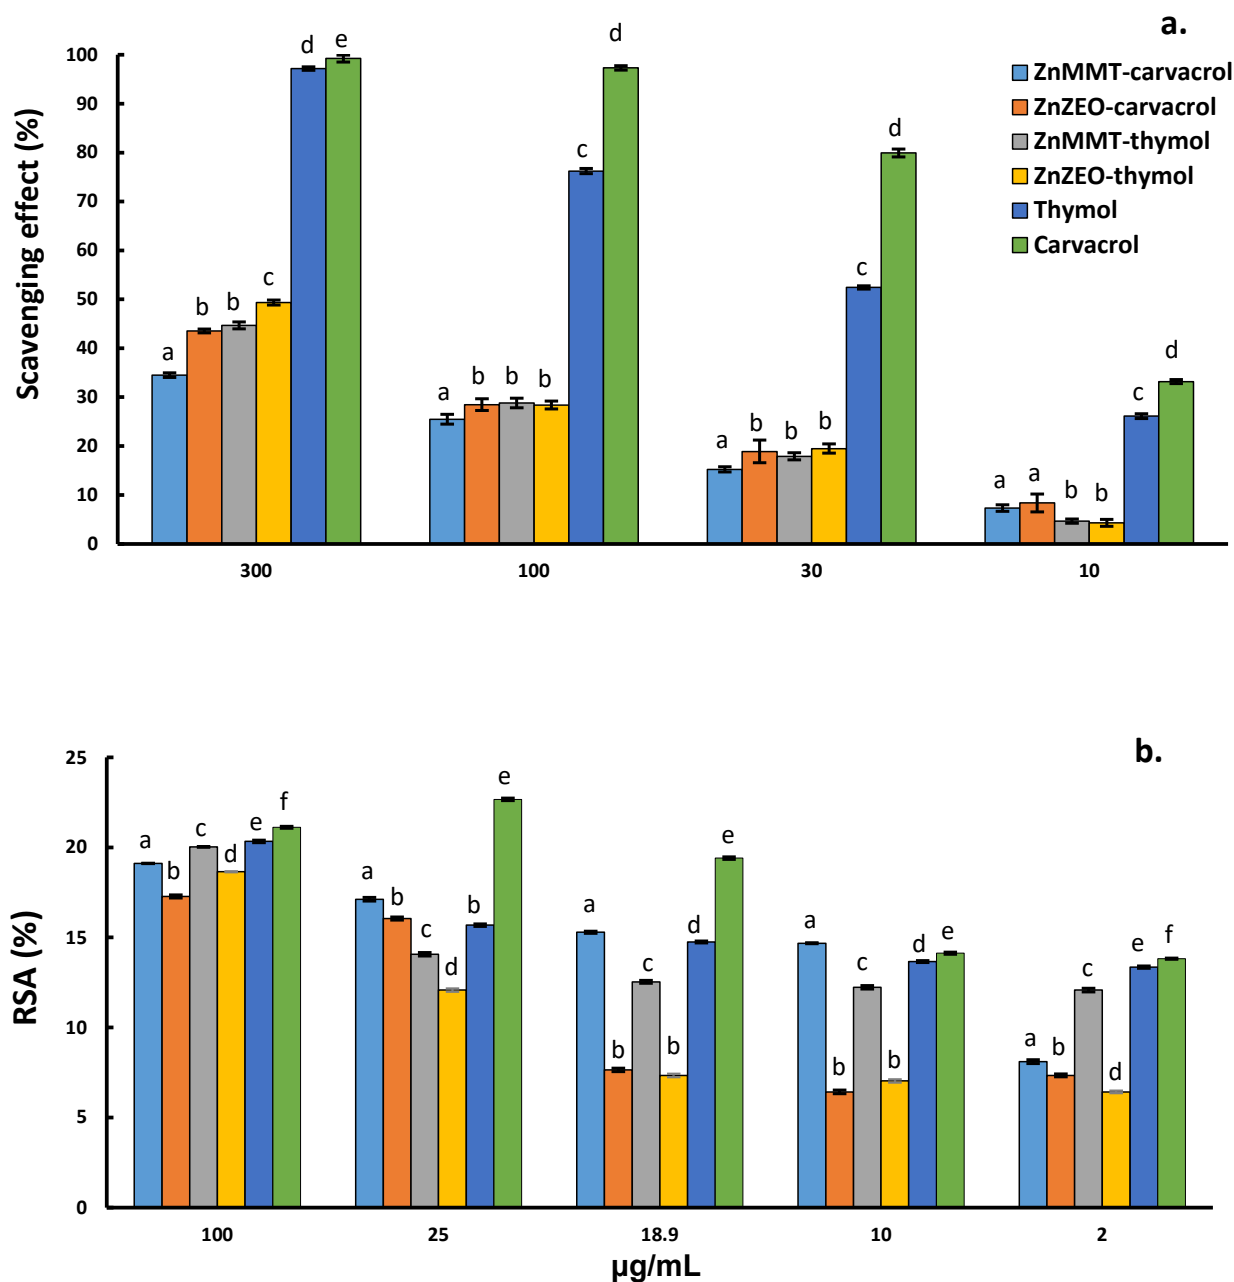 a.
Scavenging effect (%)
100
90
80
70
60
50
40
30
20
10
0
a b b c d e
a b b b c d
a b b b c d
a a b b c d
300 100 30 10
ZnMMT-carvacrol
ZnZEO-carvacrol
ZnMMT-thymol
ZnZEO-thymol
Thymol
Carvacrol
b.
RSA (%)
25
20
15
10
5
0
a b c d e f
a b c d b e
a b c b d e
a b c b d e
a b c d e f
100 25 18.9 10 2
µg/mL